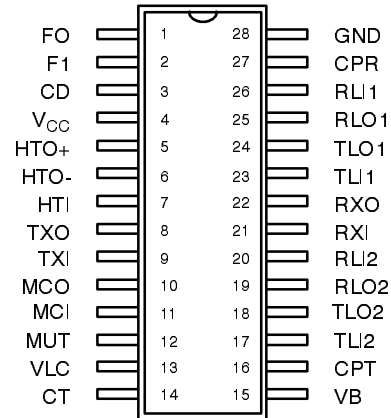 FO 1 28 GND
F1 2 27 CPR
CD 3 26 RLI1
VCC 4 25 RLO1
HTO+ 5 24 TLO1
HTO- 6 23 TLI1
HTI 7 22 RXO
TXO 8 21 RXI
TXI 9 20 RLI2
MCO 10 19 RLO2
MCI 11 18 TLO2
MUT 12 17 TLI2
VLC 13 16 CPT
CT 14 15 VB